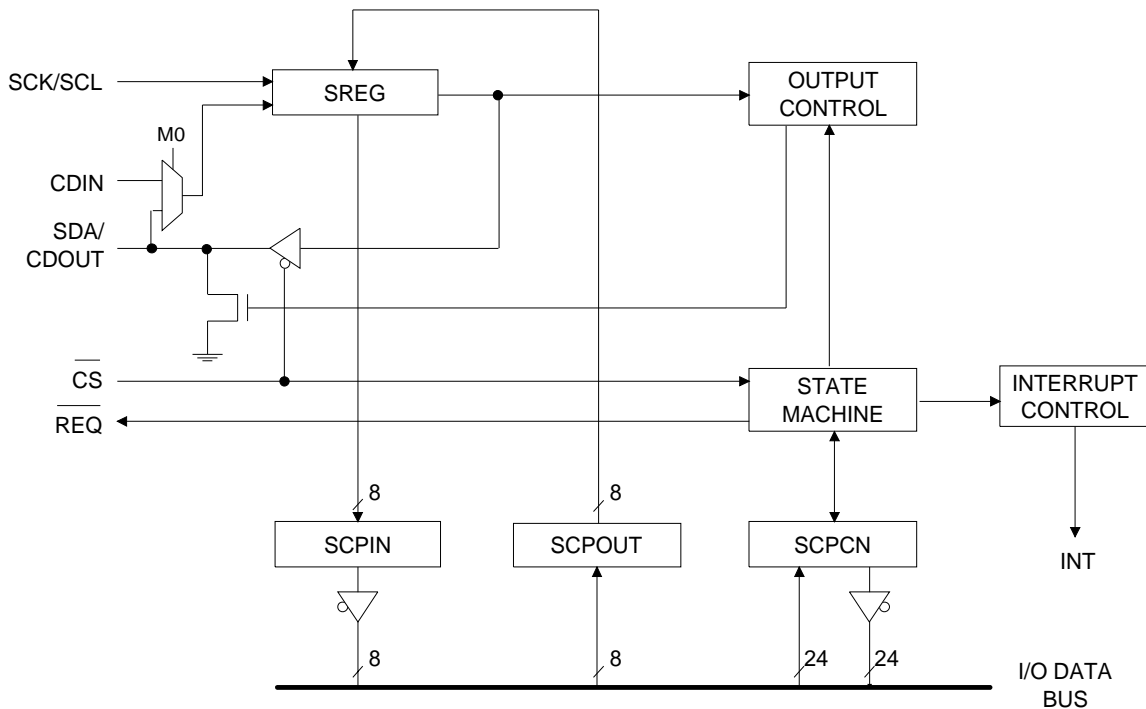 SCK/SCL
SREG
OUTPUT
CONTROL
M0
CDIN
SDA/
CDOUT
CS
REQ
STATE
MACHINE
INTERRUPT
CONTROL
8
8
SCPIN
SCPOUT
SCPCN
INT
8
8
24
24
I/O DATA
BUS